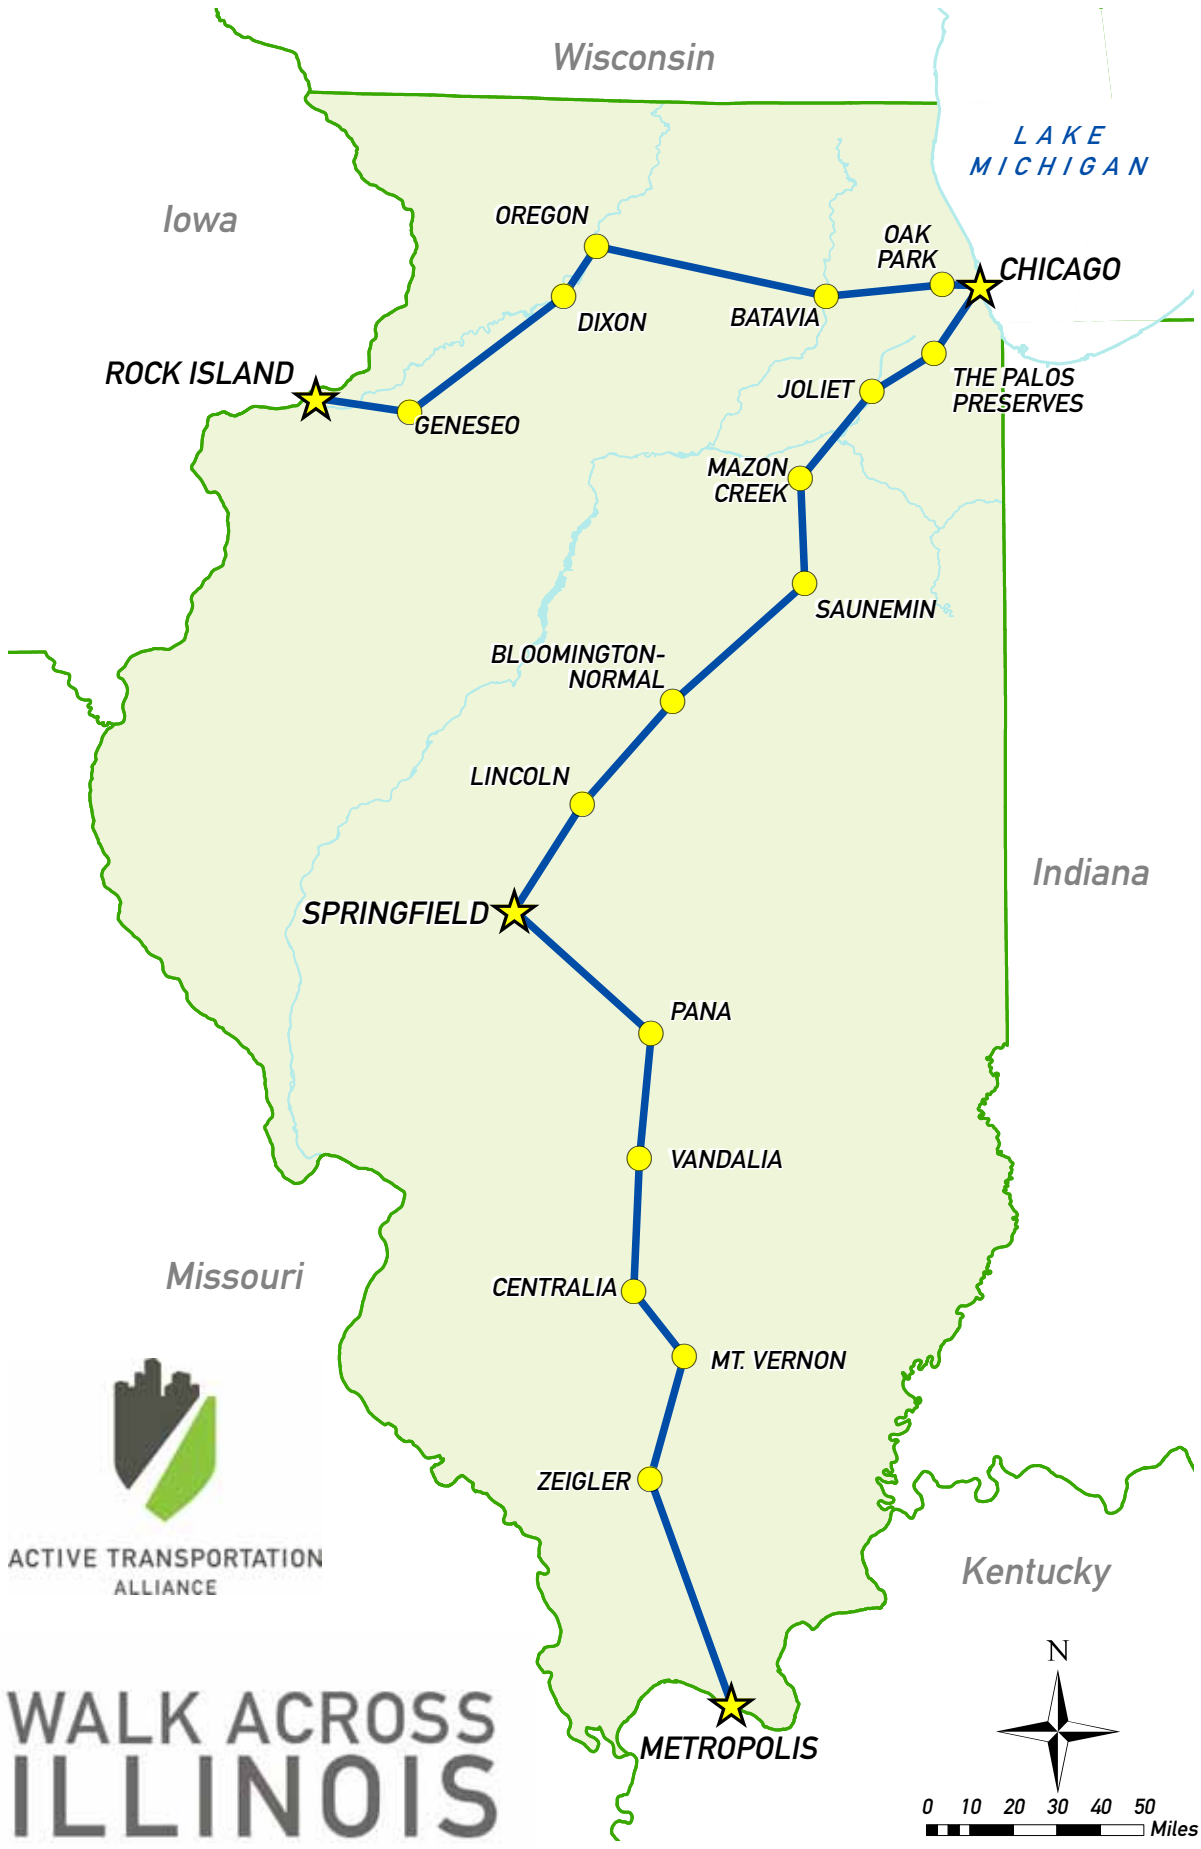 Wisconsin
LAKE
MICHIGAN
Iowa
OREGON
OAK
PARK
CHICAGO
DIXON
BATAVIA
ROCK ISLAND
JOLIET
THE PALOS
PRESERVES
GENESEO
MAZON
CREEK
SAUNEMIN
BLOOMINGTON-
NORMAL
LINCOLN
Indiana
SPRINGFIELD
PANA
VANDALIA
Missouri
CENTRALIA
MT. VERNON
ZEIGLER
ACTIVE TRANSPORTATION
ALLIANCE
Kentucky
N
WALK ACROSS
ILLINOIS
METROPOLIS
0 10 20 30 40 50
Miles